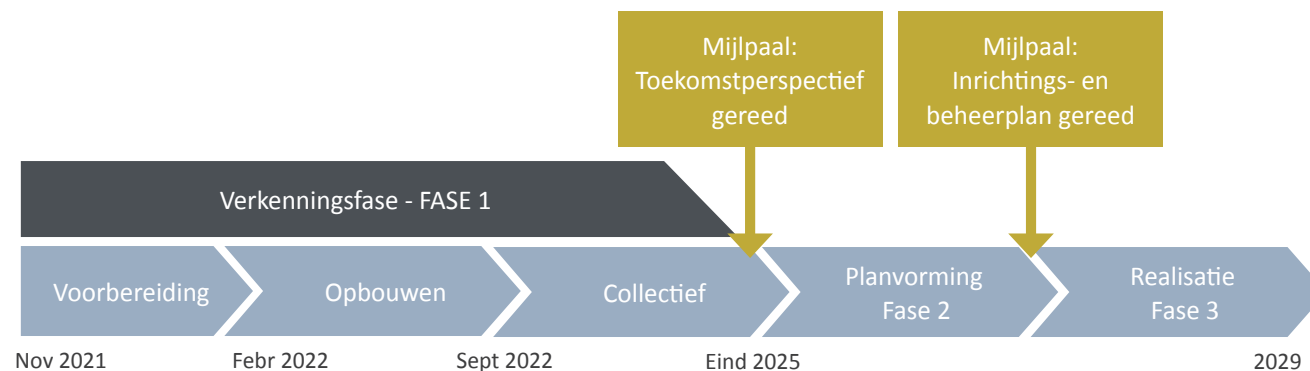 Mijlpaal:
Toekomstperspectief
gereed
Mijlpaal:
Inrichtings- en
beheerplan gereed
Verkenningsfase - FASE 1
Voorbereiding
Opbouwen
Collectief
Planvorming
Fase 2
Realisatie
Fase 3
Nov 2021
Febr 2022
Sept 2022
Eind 2025
2029